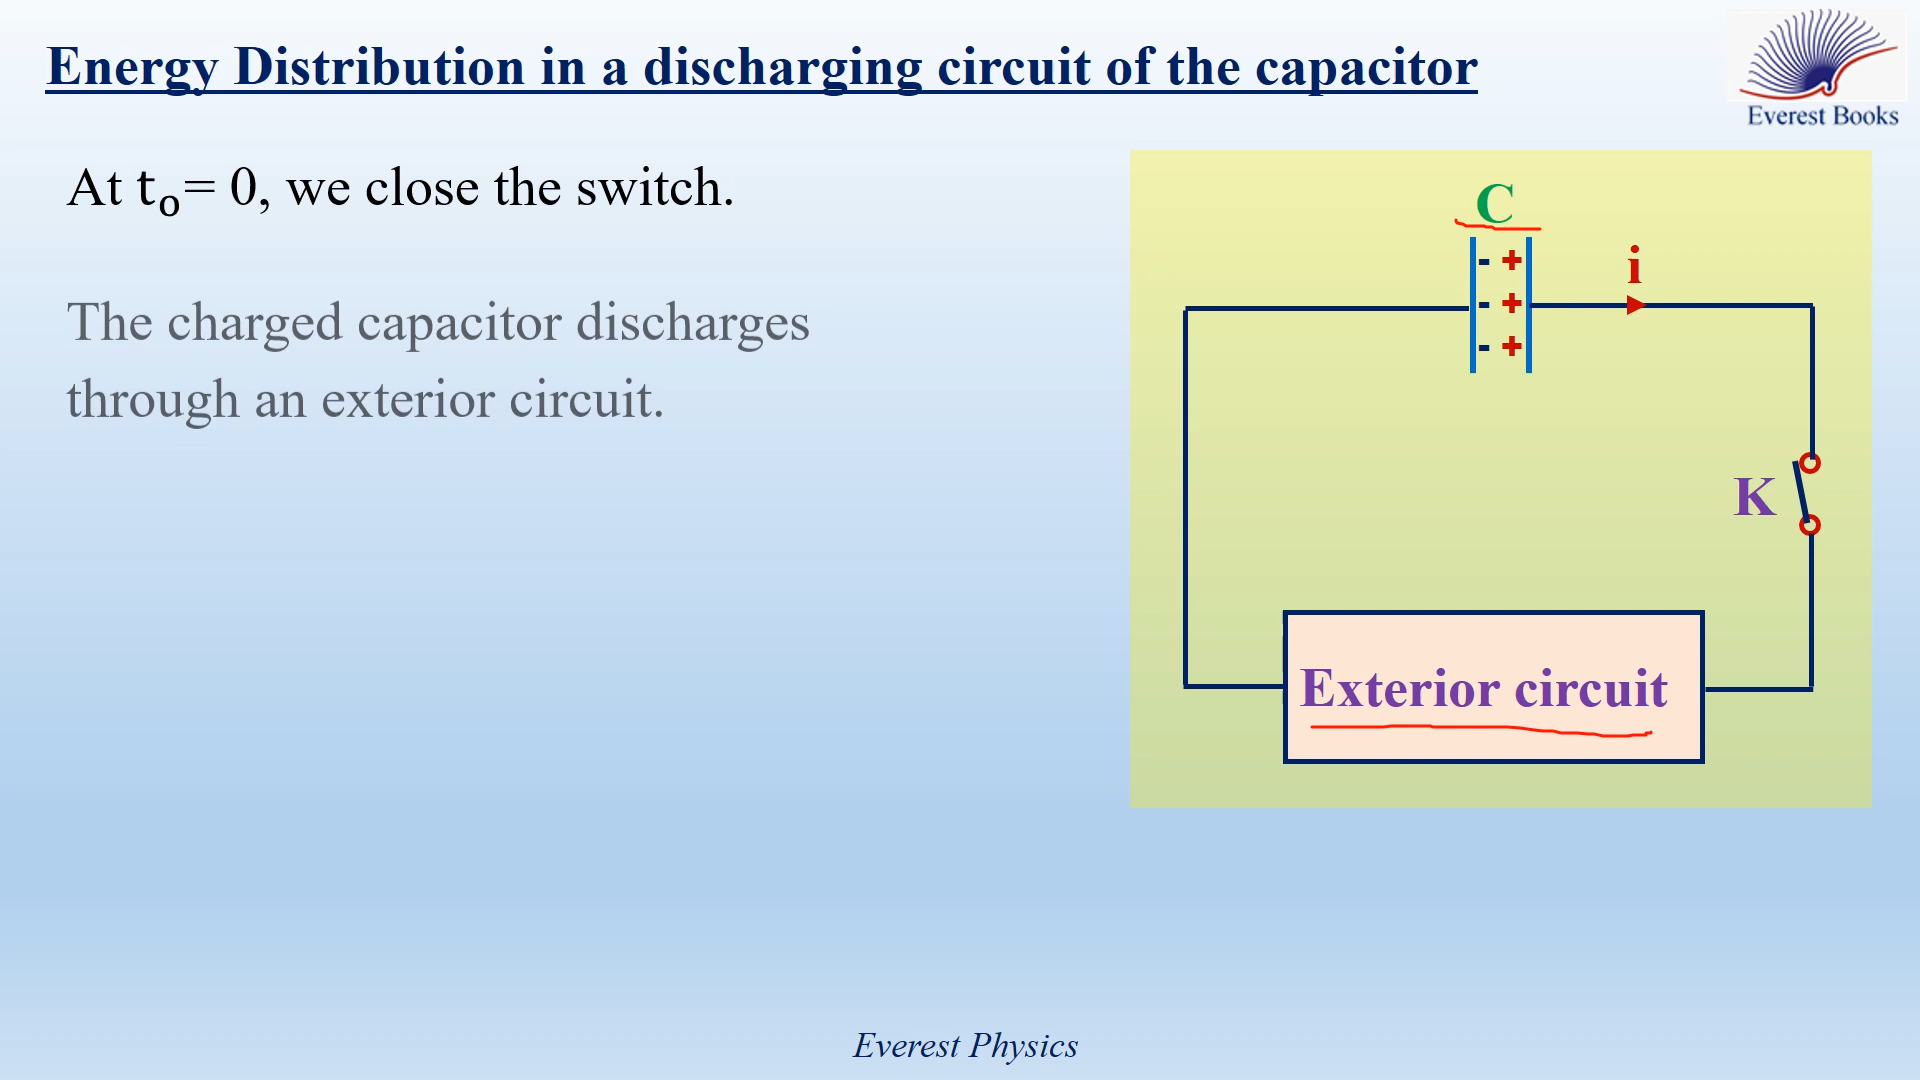 Energy Distribution in a discharging circuit of the capacitor
Everest Books
At tₒ= 0, we close the switch.
The charged capacitor discharges
through an exterior circuit.
C
- +
- +
- +
i
K
Exterior circuit
Everest Physics